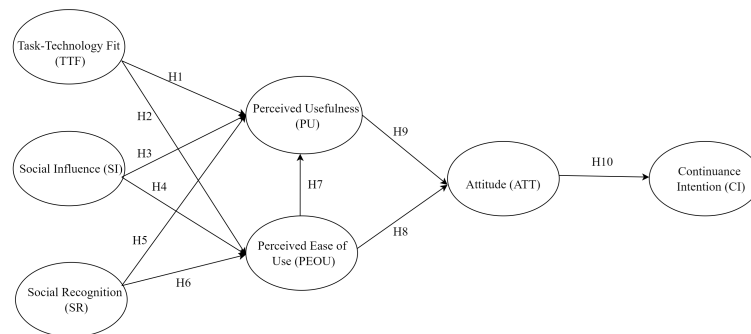 Task-Technology Fit
(TTF)
H1
H2
Perceived Usefulness
(PU)
H9
H3
Social Influence (SI)
H4
H7
Attitude (ATT)
H10
Continuance
Intention (CI)
H5
Perceived Ease of
Use (PEOU)
H8
H6
Social Recognition
(SR)